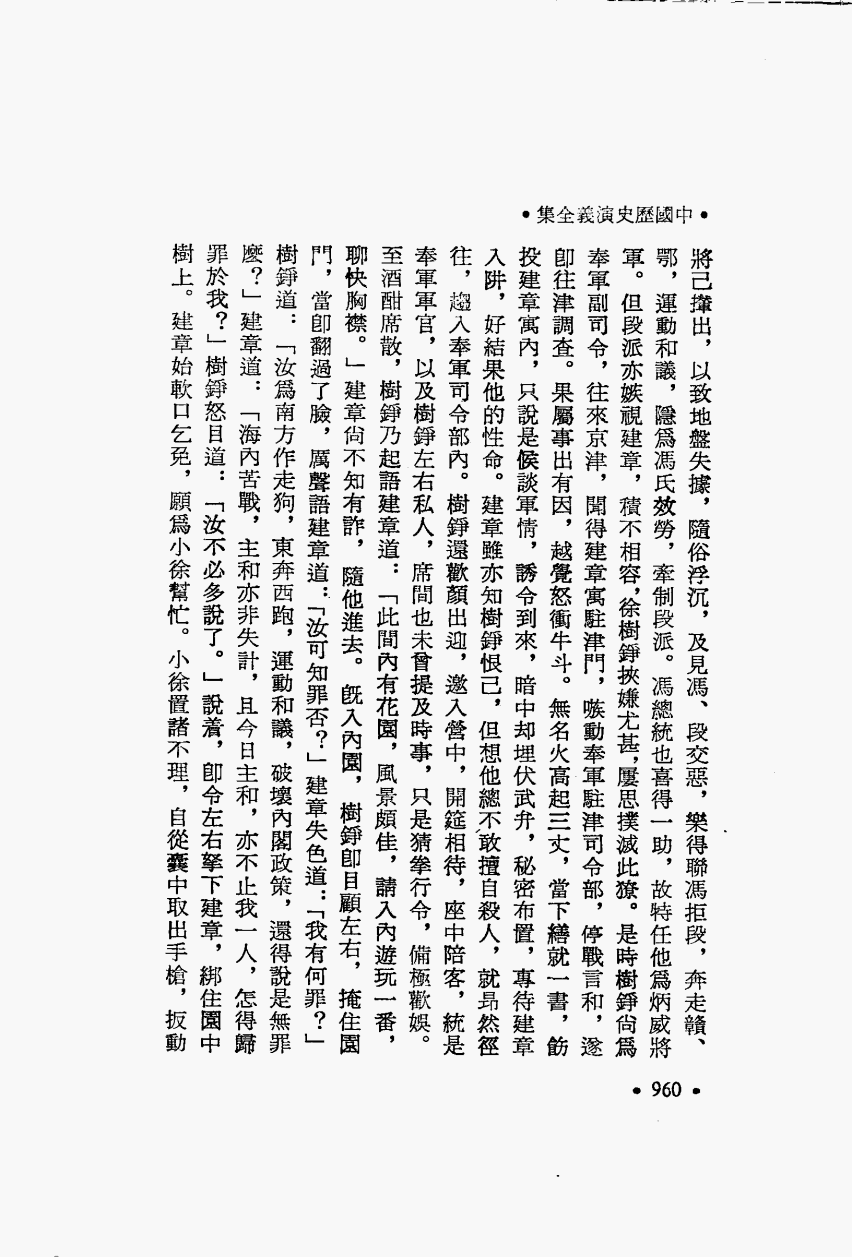 •中國歷史演義全集•
將己攆出，以致地盤失據，隨俗浮沉，及見馮、段交惡，樂得聯馮拒段，奔走贛、
鄂，運動和議，隱爲馮氏效勞，牽制段派。馮總統也喜得一助，故特任他爲炳威將
軍。但段派亦嫉視建章，積不相容，徐樹錚挾嫌尤甚，屢思撲滅此獠。是時樹錚尙爲
奉軍副司令，往來京津，聞得建章寓駐津門，嗾動奉軍駐津司令部，停戰言和，遂
卽往津調查。果屬事出有因，越覺怒衝牛斗。無名火高起三丈，當下繕就一書，飭
投建章寓內，只說是候談軍情，誘令到來，暗中却埋伏武弁，秘密布置，專待建章
入阱，好結果他的性命。建章雖亦知樹錚恨己，但想他總不敢擅自殺人，就昂然徑
往，趨入奉軍司令部內。樹錚還歡顏出迎，邀入營中，開筵相待，座中陪客，統是
奉軍軍官，以及樹錚左右私人，席間也未曾提及時事，只是猜拳行令，備極歡娛。
至酒酣席散，樹錚乃起語建章道：「此間內有花園，風景頗佳，請入內遊玩一番，
聊快胸襟。」建章尙不知有詐，隨他進去。旣入內園，樹錚卽目顧左右，掩住園
門，當卽翻過了臉，厲聲語建章道：「汝可知罪否？」建章失色道：「我有何罪？」
樹錚道：「汝爲南方作走狗，東奔西跑，運動和議，破壞內閣政策，還得說是無罪
麼？」建章道：「海內苦戰，主和亦非失計，且今日主和，亦不止我一人，怎得歸
罪於我？」樹錚怒目道：「汝不必多說了。」說着，卽令左右拏下建章，綁住園中
樹上。建章始軟口乞免，願爲小徐幫忙。小徐置諸不理，自從囊中取出手槍，扳動
•960•